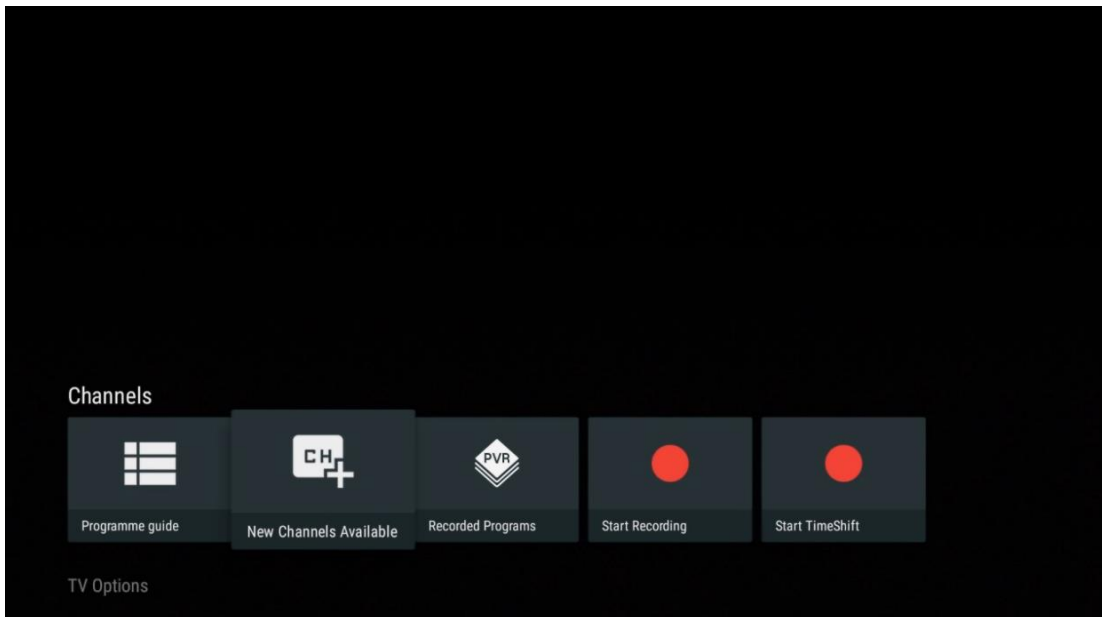 Channels
CH
PVR
Programme guide
New Channels Available
Recorded Programs
Start Recording
Start TimeShift
TV Options